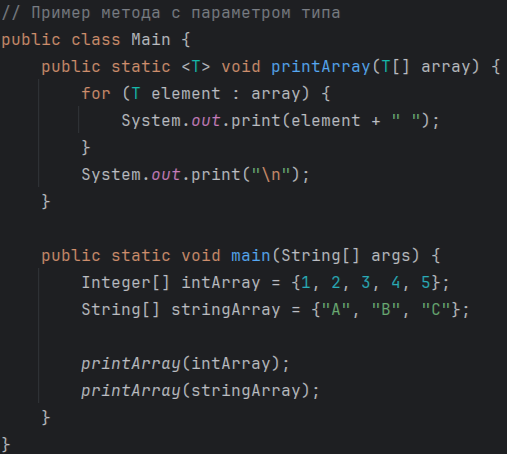 // Пример метода с параметром типа
public class Main {
    public static <T> void printArray(T[] array) {
        for (T element : array) {
            System.out.print(element + " ");
        }
        System.out.print("\n");
    }

    public static void main(String[] args) {
        Integer[] intArray = {1, 2, 3, 4, 5};
        String[] stringArray = {"A", "B", "C"};

        printArray(intArray);
        printArray(stringArray);
    }
}